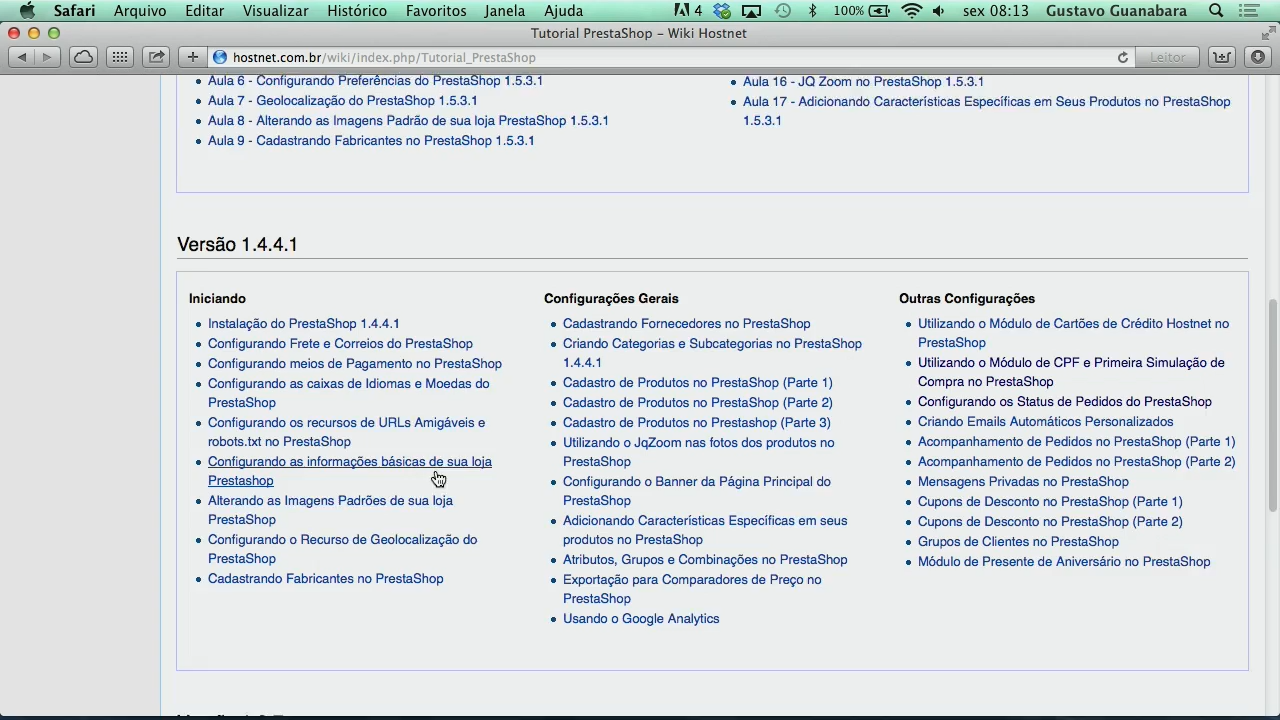 Safari Arquivo Editar Visualizar Histórico Favoritos Janela Ajuda 4 100% sex 08:13 Gustavo Guanabara
Tutorial PrestaShop – Wiki Hostnet
hostnet.com.br/wiki/index.php/Tutorial_PrestaShop Leitor
Aula 6 - Configurando Preferências do PrestaShop 1.5.3.1
Aula 7 - Geolocalização do PrestaShop 1.5.3.1
Aula 8 - Alterando as Imagens Padrão de sua loja PrestaShop 1.5.3.1
Aula 9 - Cadastrando Fabricantes no PrestaShop 1.5.3.1
Aula 16 - JQ Zoom no PrestaShop 1.5.3.1
Aula 17 - Adicionando Características Específicas em Seus Produtos no PrestaShop
1.5.3.1
Versão 1.4.4.1
Iniciando
Instalação do PrestaShop 1.4.4.1
Configurando Frete e Correios do PrestaShop
Configurando meios de Pagamento no PrestaShop
Configurando as caixas de Idiomas e Moedas do
PrestaShop
Configurando os recursos de URLs Amigáveis e
robots.txt no PrestaShop
Configurando as informações básicas de sua loja
Prestashop
Alterando as Imagens Padrões de sua loja
PrestaShop
Configurando o Recurso de Geolocalização do
PrestaShop
Cadastrando Fabricantes no PrestaShop
Configurações Gerais
Cadastrando Fornecedores no PrestaShop
Criando Categorias e Subcategorias no PrestaShop
1.4.4.1
Cadastro de Produtos no PrestaShop (Parte 1)
Cadastro de Produtos no PrestaShop (Parte 2)
Cadastro de Produtos no Prestashop (Parte 3)
Utilizando o JqZoom nas fotos dos produtos no
PrestaShop
Configurando o Banner da Página Principal do
PrestaShop
Adicionando Características Específicas em seus
produtos no PrestaShop
Atributos, Grupos e Combinações no PrestaShop
Exportação para Comparadores de Preço no
PrestaShop
Usando o Google Analytics
Outras Configurações
Utilizando o Módulo de Cartões de Crédito Hostnet no
PrestaShop
Utilizando o Módulo de CPF e Primeira Simulação de
Compra no PrestaShop
Configurando os Status de Pedidos do PrestaShop
Criando Emails Automáticos Personalizados
Acompanhamento de Pedidos no PrestaShop (Parte 1)
Acompanhamento de Pedidos no PrestaShop (Parte 2)
Mensagens Privadas no PrestaShop
Cupons de Desconto no PrestaShop (Parte 1)
Cupons de Desconto no PrestaShop (Parte 2)
Grupos de Clientes no PrestaShop
Módulo de Presente de Aniversário no PrestaShop